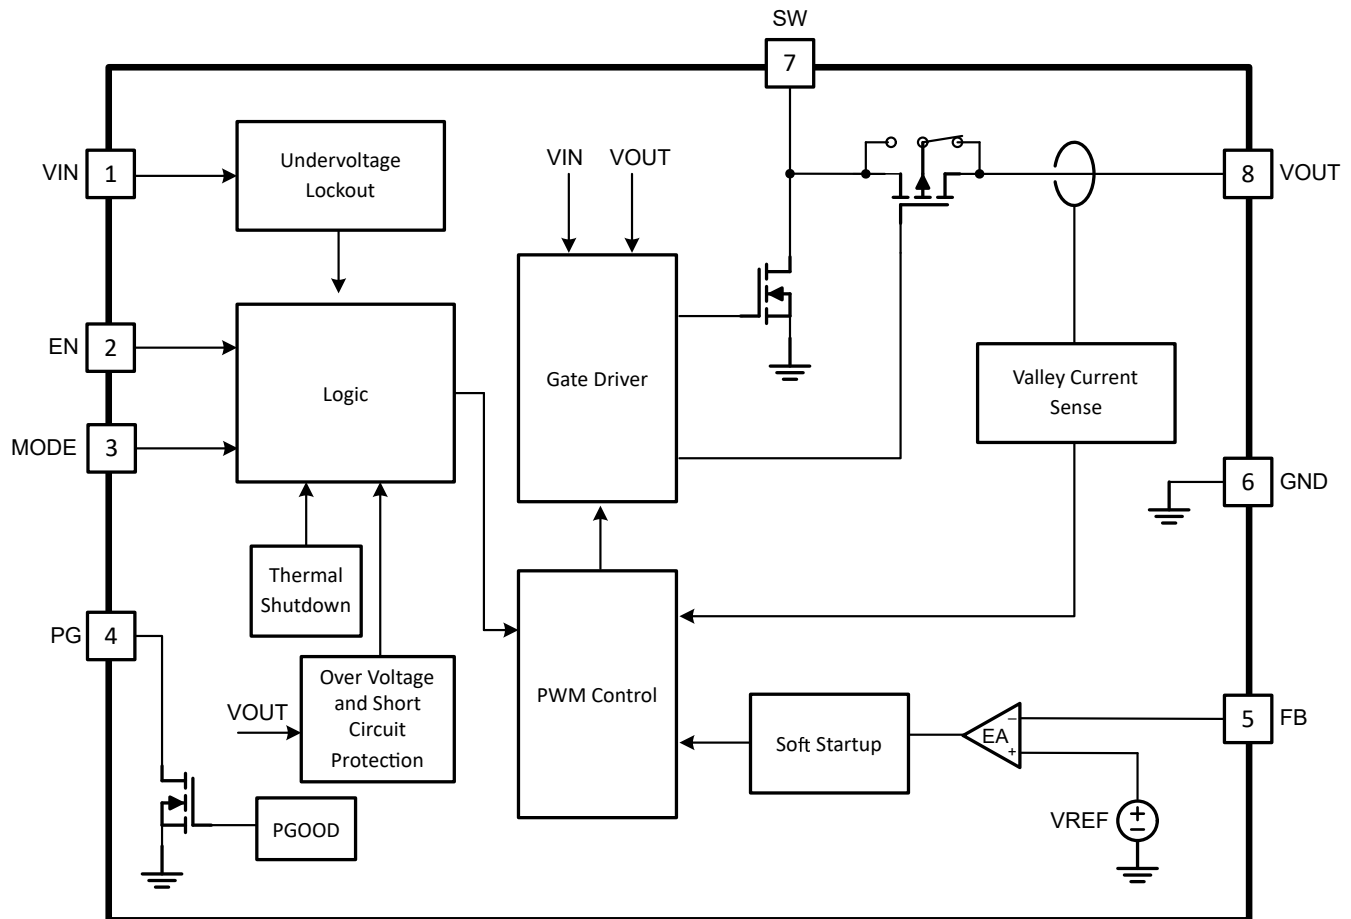 SW
7
VIN
1
Undervoltage
Lockout
VIN
VOUT
8
VOUT
EN
2
Logic
Gate Driver
Valley Current
Sense
MODE
3
6
GND
Thermal
Shutdown
PG
4
Over Voltage
and Short
Circuit
Protection
VOUT
PWM Control
Soft Startup
EA
−
+
5
FB
VREF
+
−
PGOOD